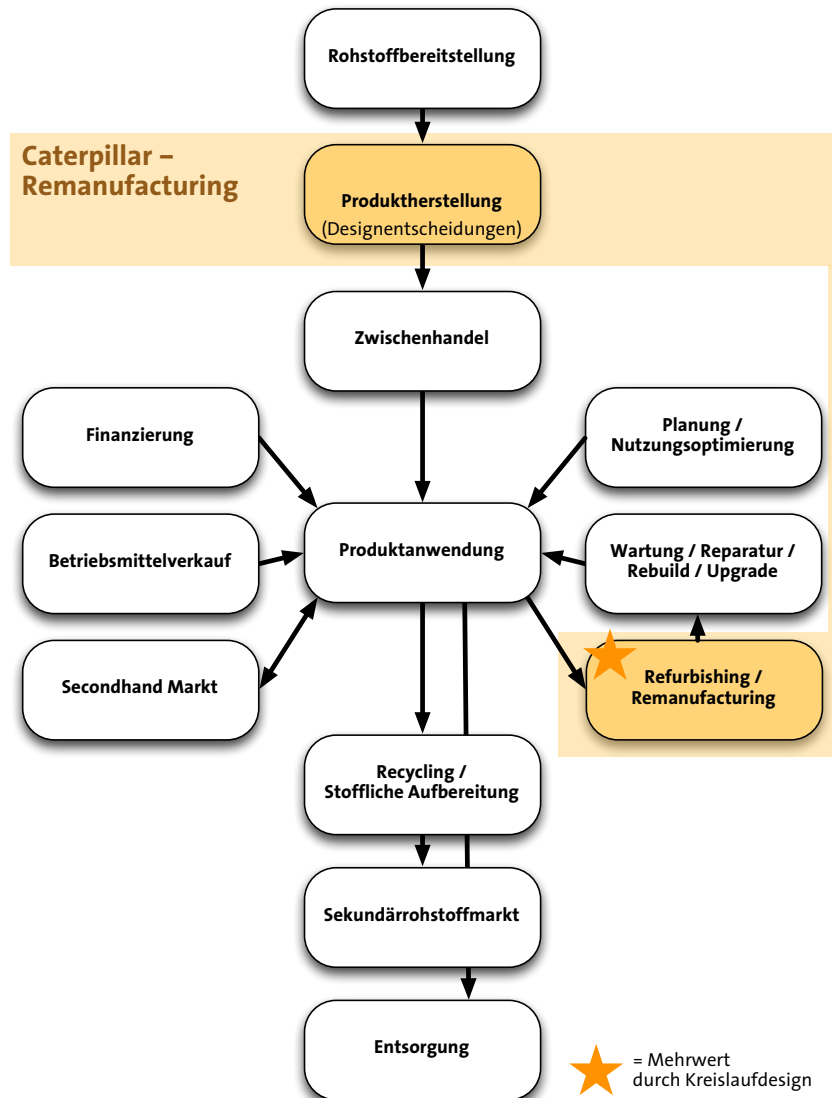 Rohstoffbereitstellung
Caterpillar –
Remanufacturing
Produktherstellung
(Designentscheidungen)
Zwischenhandel
Finanzierung
Planung /
Nutzungsoptimierung
Betriebsmittelverkauf
Produktanwendung
Wartung / Reparatur /
Rebuild / Upgrade
Secondhand Markt
Refurbishing /
Remanufacturing
Recycling /
Stoffliche Aufbereitung
Sekundärrohstoffmarkt
Entsorgung
= Mehrwert
durch Kreislaufdesign